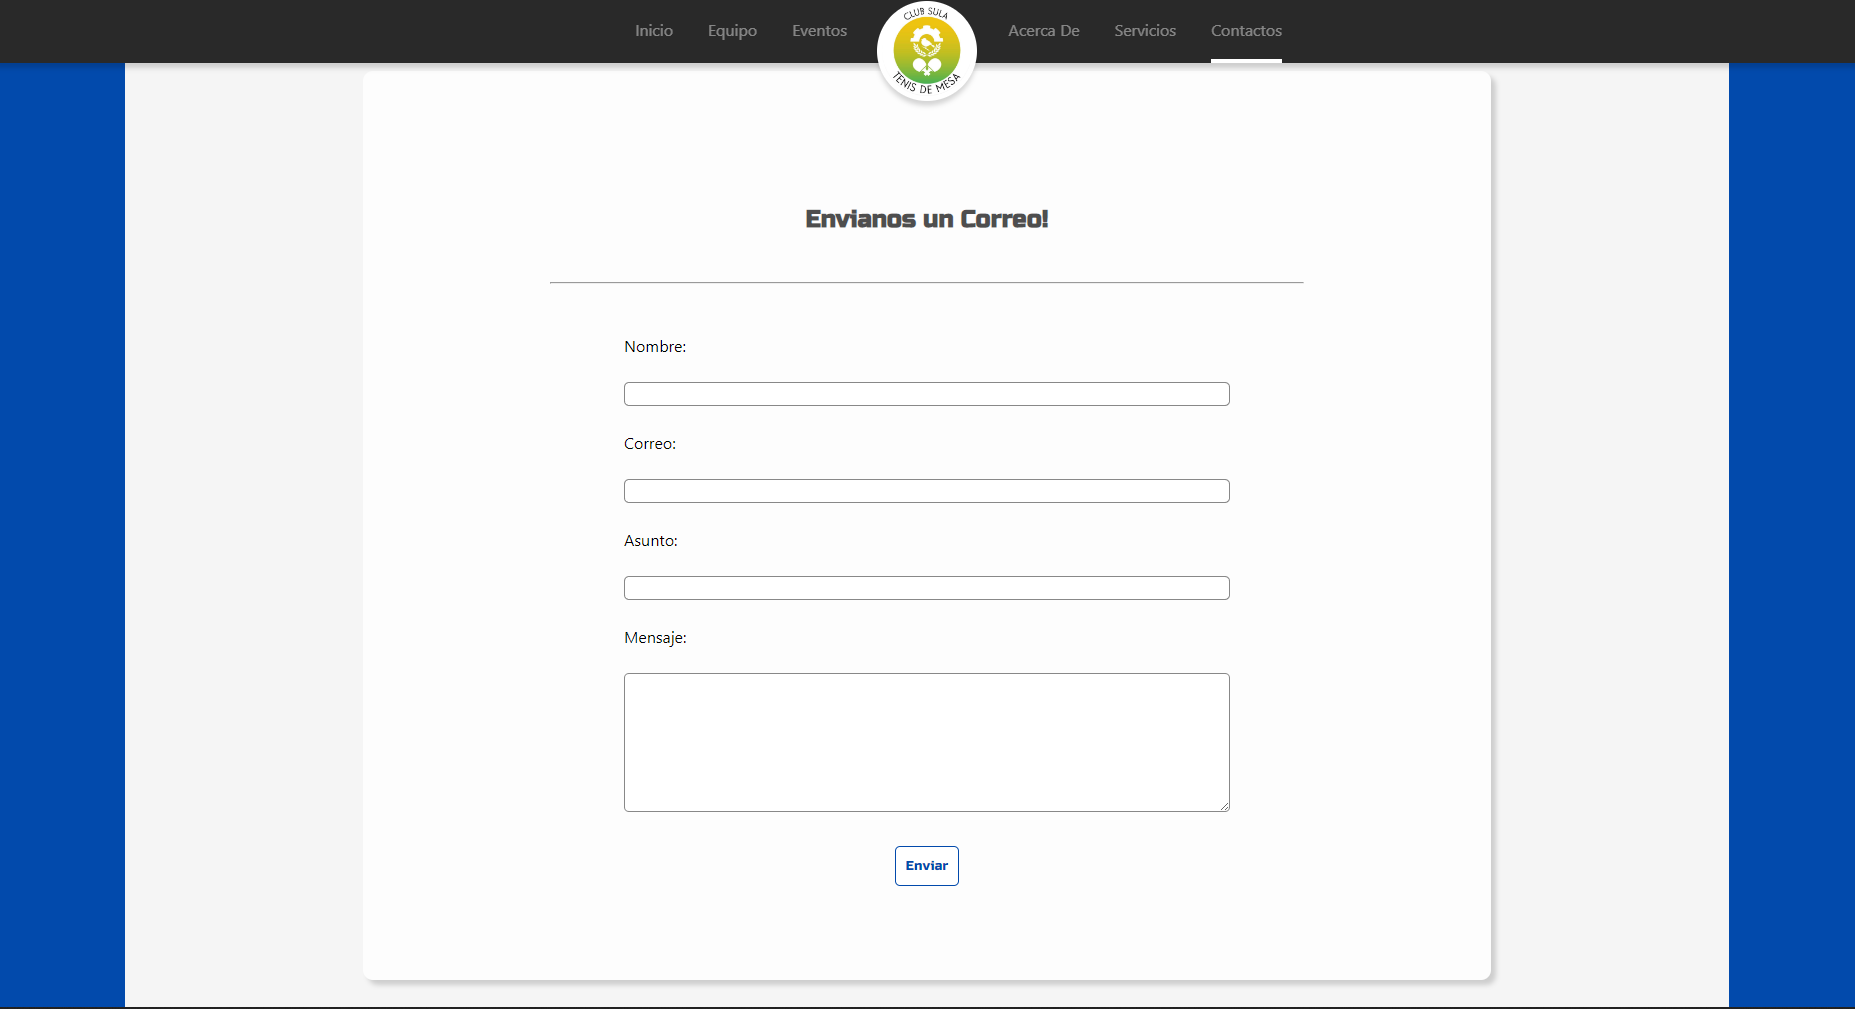 Inicio Equipo Eventos
CLUB SULA
TENIS DE MESA
Acerca De Servicios Contactos
Envianos un Correo!
Nombre:
Correo:
Asunto:
Mensaje:
Enviar